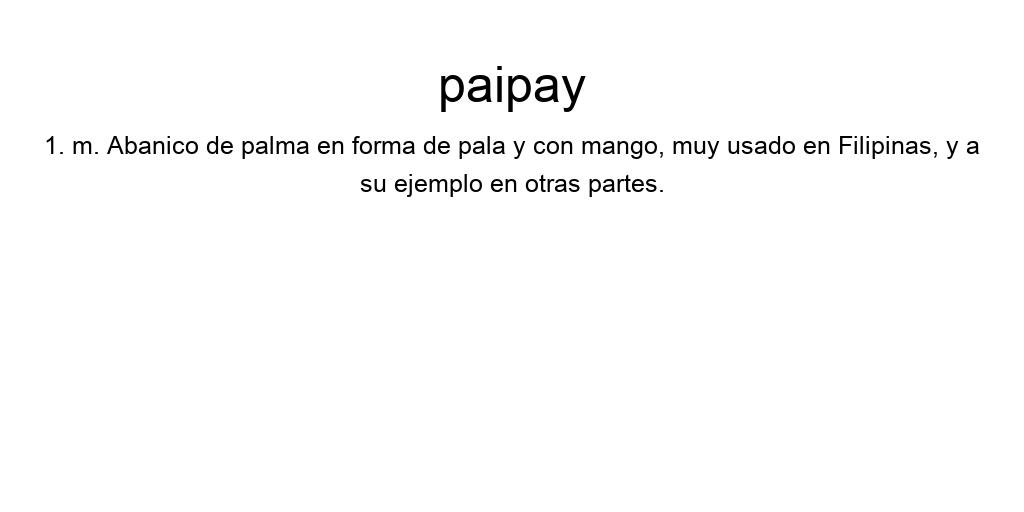 paipay
1. m. Abanico de palma en forma de pala y con mango, muy usado en Filipinas, y a
su ejemplo en otras partes.